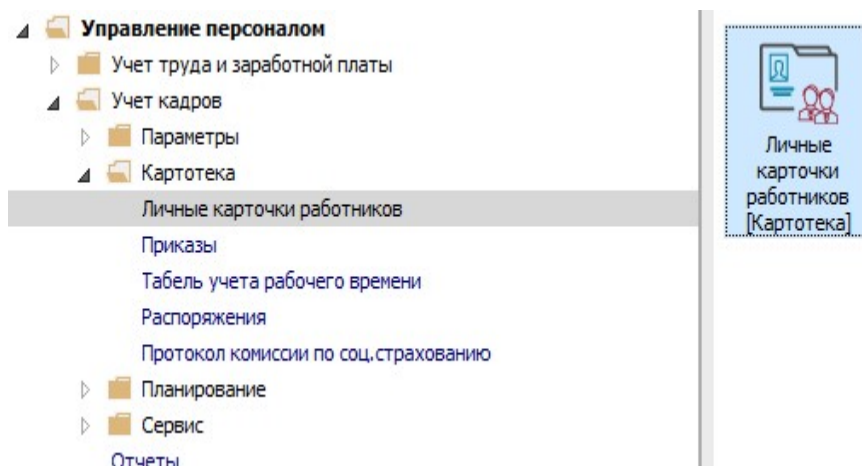 Управление персоналом
Учет труда и заработной платы
Учет кадров
Параметры
Картотека
Личные карточки работников
Приказы
Табель учета рабочего времени
Распоряжения
Протокол комиссии по соц.страхованию
Планирование
Сервис
Отчеты
Личные
карточки
работников
[Картотека]